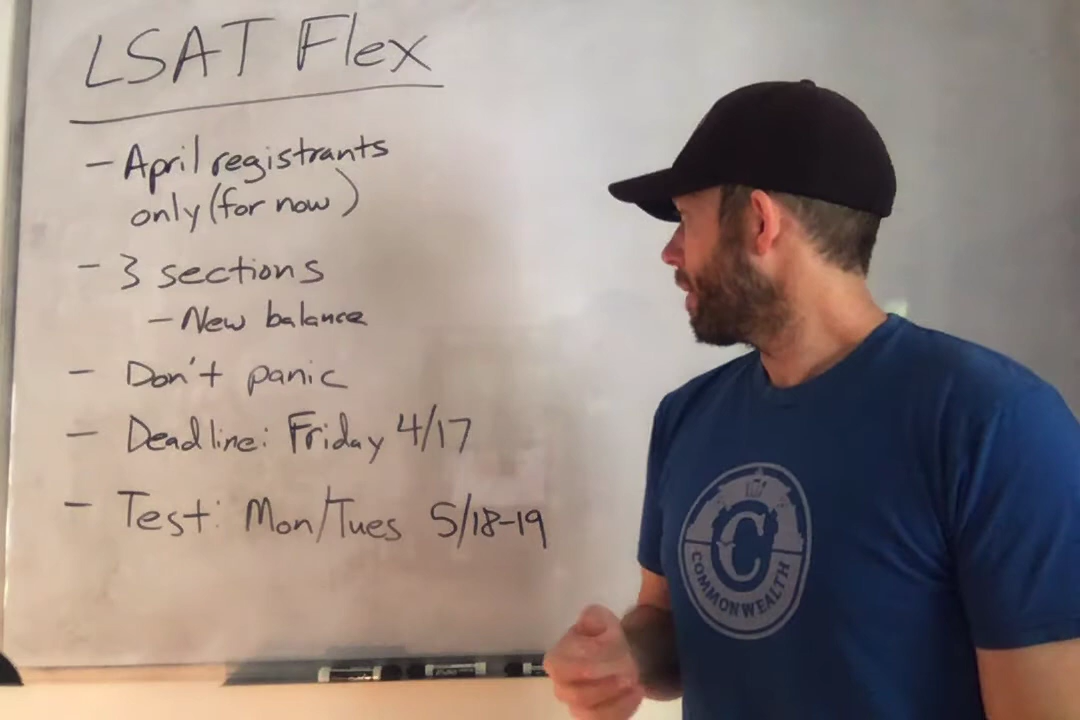 LSAT Flex
- April registrants
only (for now)
- 3 sections
- New balance
- Don't panic
- Deadline: Friday 4/17
- Test: Mon/Tues 5/18-19
C
COMMONWEALTH